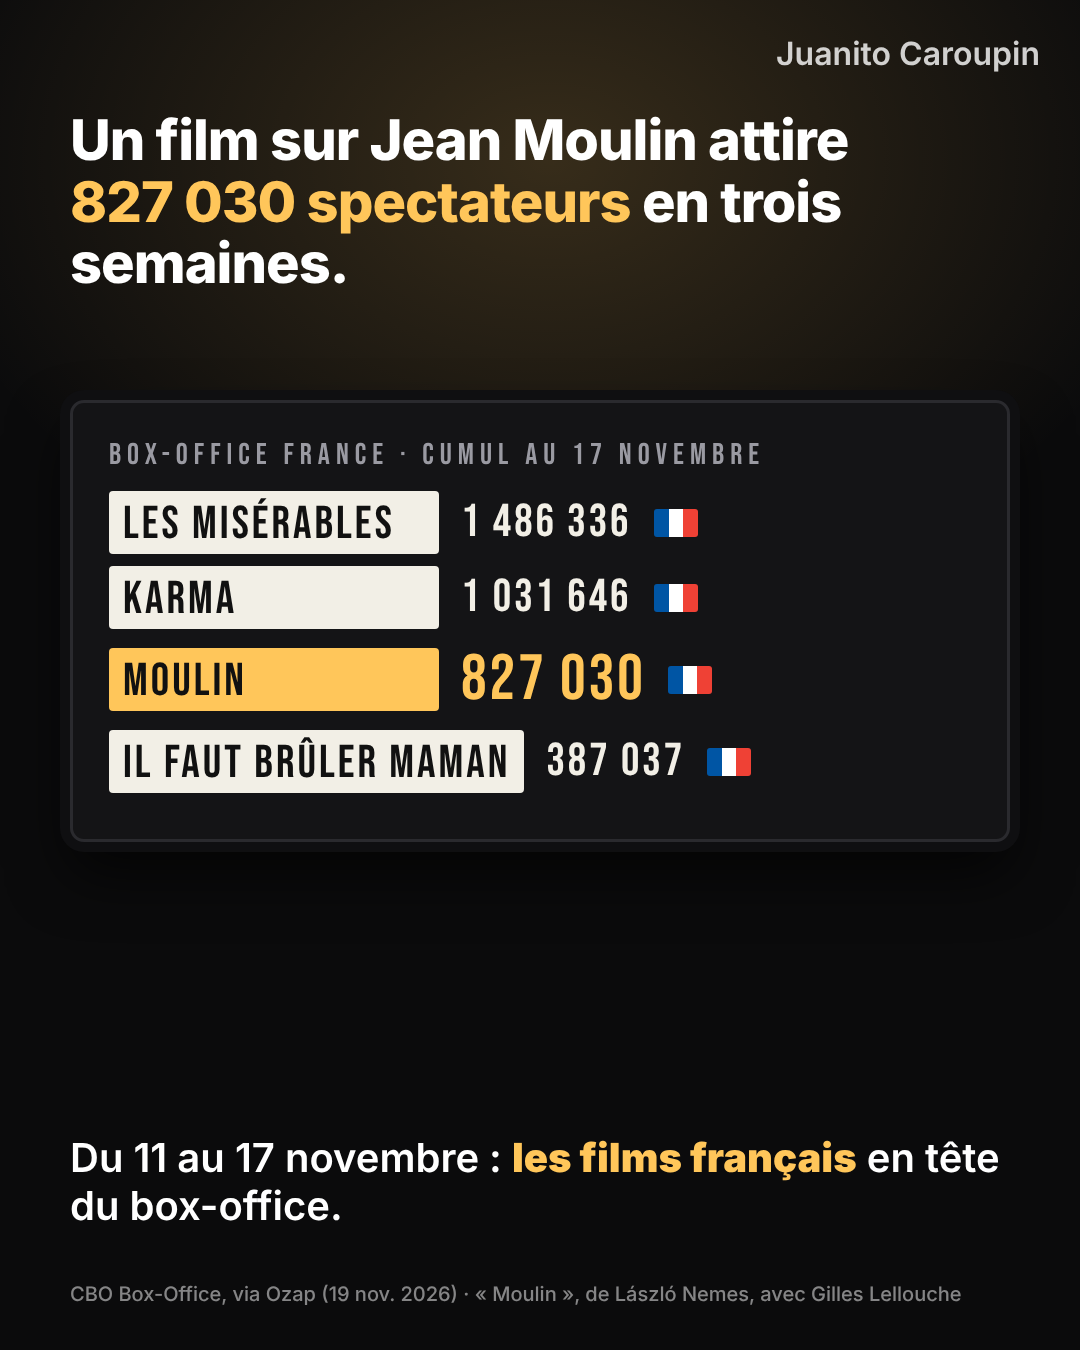 Juanito Caroupin
Un film sur Jean Moulin attire
827 030 spectateurs en trois
semaines.
BOX-OFFICE FRANCE · CUMUL AU 17 NOVEMBRE
LES MISÉRABLES 1 486 336
KARMA 1 031 646
MOULIN 827 030
IL FAUT BRÛLER MAMAN 387 037
Du 11 au 17 novembre : les films français en tête
du box-office.
CBO Box-Office, via Ozap (19 nov. 2026) · « Moulin », de László Nemes, avec Gilles Lellouche